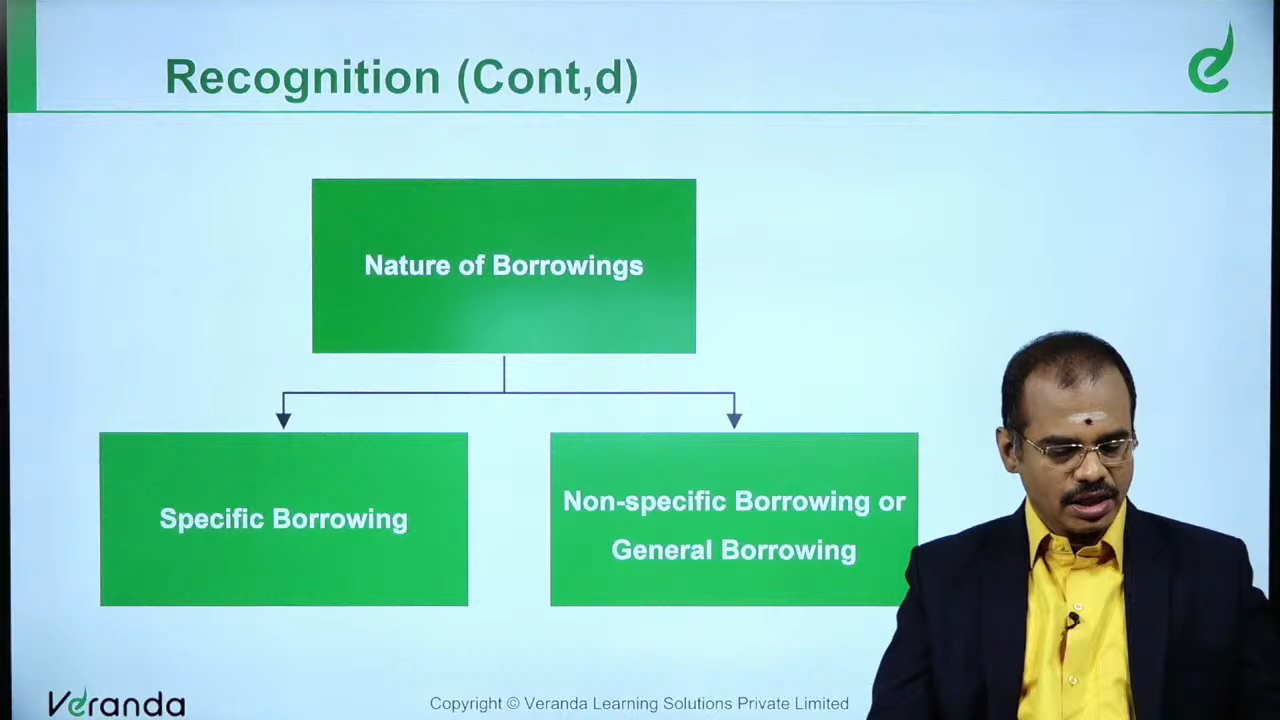 Recognition (Cont,d)
Nature of Borrowings
Specific Borrowing
Non-specific Borrowing or
General Borrowing
Veranda
Copyright © Veranda Learning Solutions Private Limited